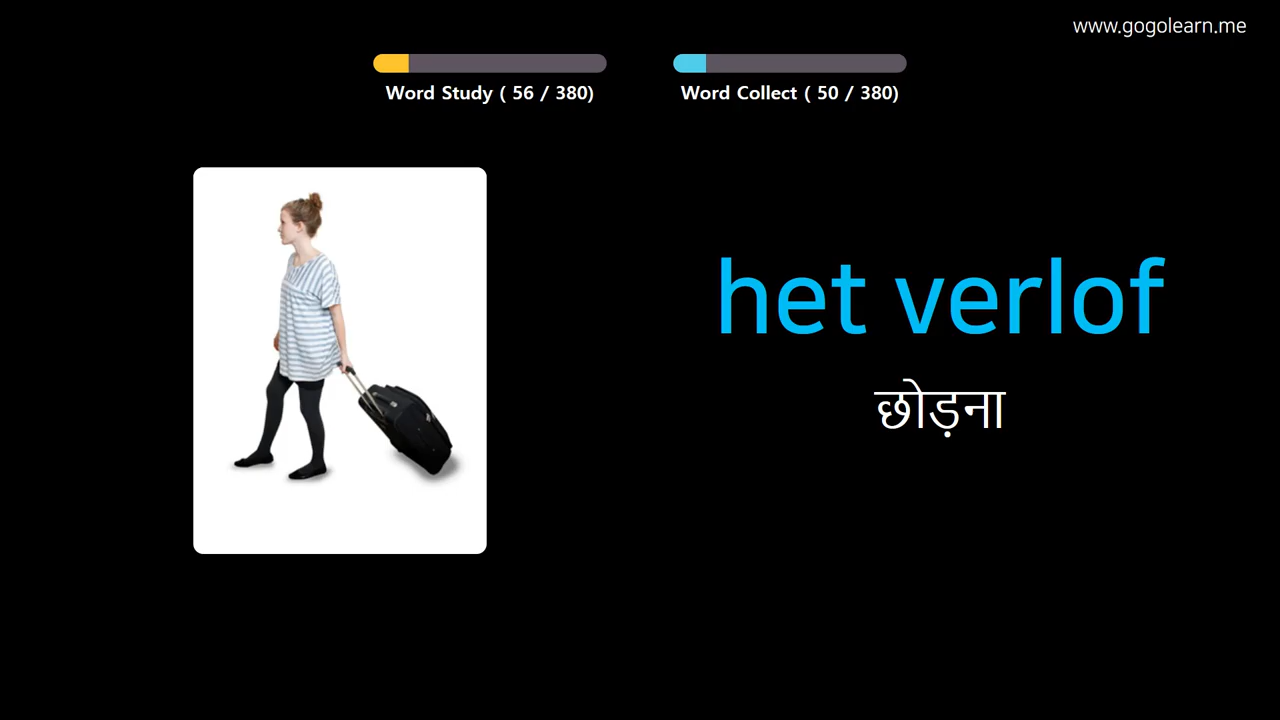 www.gogolearn.me
Word Study ( 56 / 380)
Word Collect ( 50 / 380)
het verlof
छोड़ना